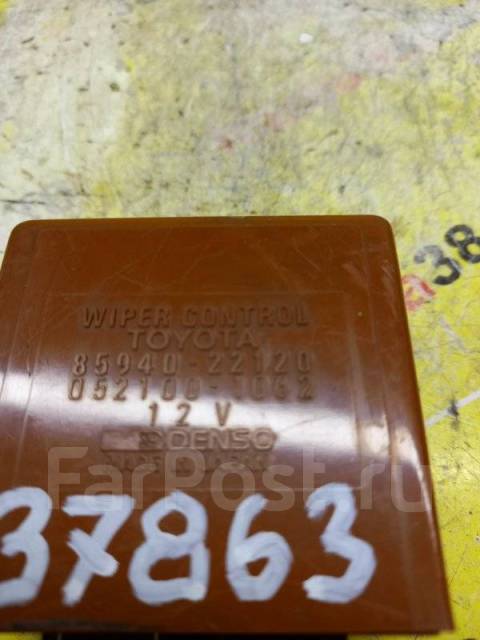 38
WIPER CONTROL
TOYOTA
85940-22120
052100-1062
12 V
DENSO
37863
FarPost.ru